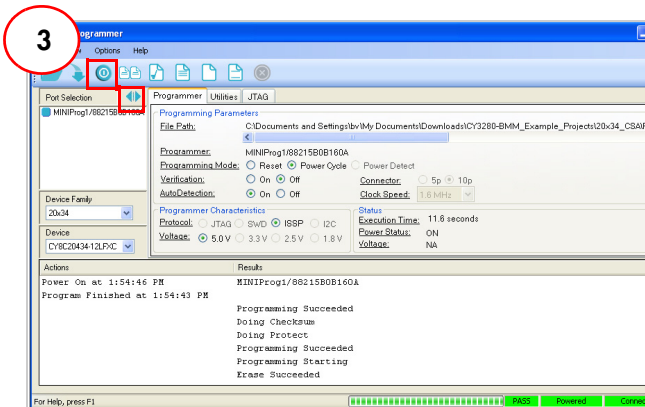 3
Programmer
Options Help
Port Selection
MINIProg1/88215B0B160A
Device Family
20x34
Device
CY8C20434-12LFXC
Programmer Utilities JTAG
Programming Parameters
File Path: C:\Documents and Settings\bv\My Documents\Downloads\CY3280-BMM_Example_Projects\20x34_CSA\F
Programmer: MINIProg1/88215B0B160A
Programming Mode: Reset Power Cycle Power Detect
Verification: On Off Connector: 5p 10p
AutoDetection: On Off Clock Speed: 1.6 MHz
Programmer Characteristics Status
Protocol: JTAG SWD ISSP I2C Execution Time: 11.6 seconds
Voltage: 5.0 V 3.3 V 2.5 V 1.8 V Power Status: ON
Voltage: NA
Actions Results
Power On at 1:54:46 PM MINIProg1/88215B0B160A
Program Finished at 1:54:43 PM
Programming Succeeded
Doing Checksum
Doing Protect
Programming Succeeded
Programming Starting
Erase Succeeded
For Help, press F1 PASS Powered Connec